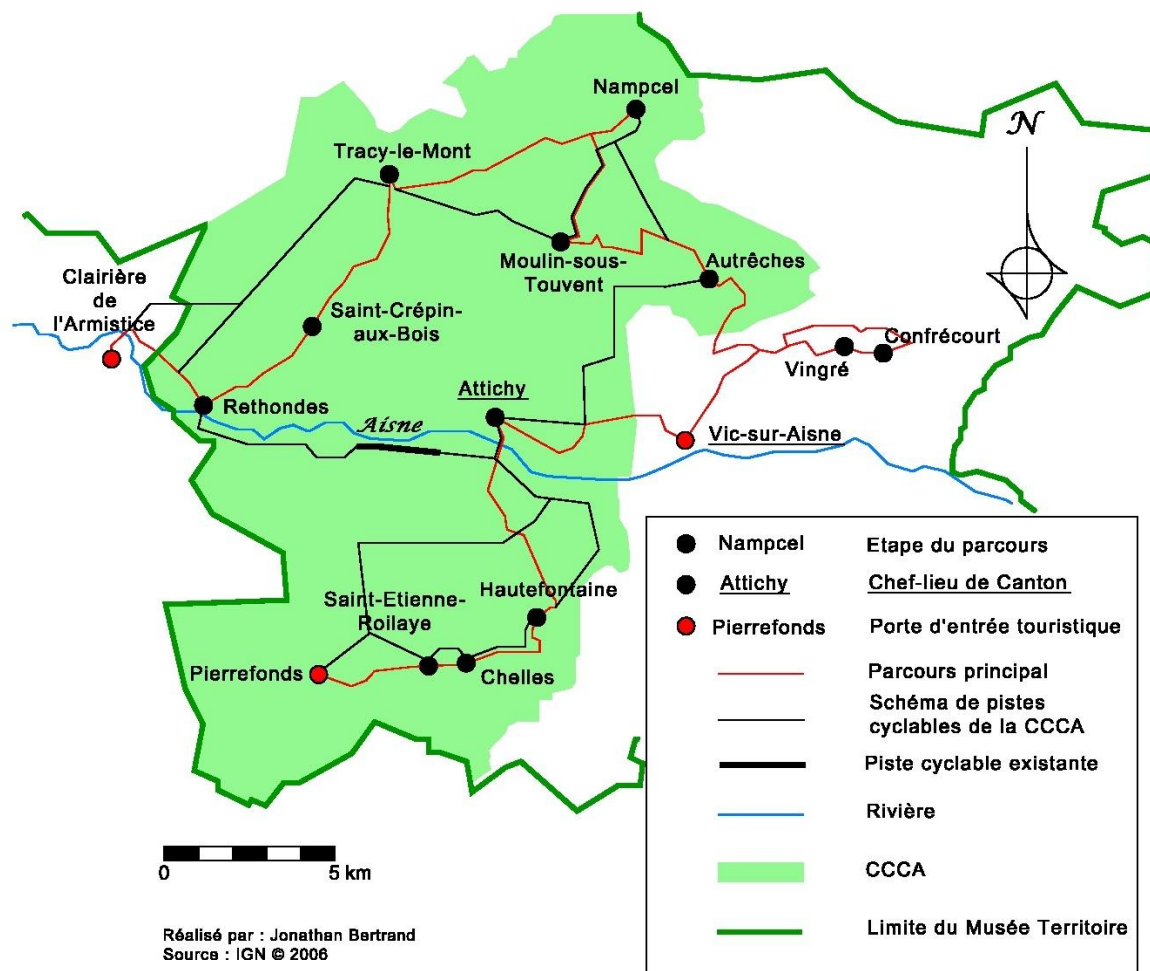 Nampcel
N
Tracy-le-Mont
Clairière
de
l'Armistice
Moulin-sous-
Touvent
Autrêches
Saint-Crépin-
aux-Bois
Confrécourt
Vingré
Rethondes
Attichy
Aisne
Vic-sur-Aisne
Hautefontaine
Saint-Etienne-
Roilaye
Pierrefonds
Chelles
Nampcel Etape du parcours
Attichy Chef-lieu de Canton
Pierrefonds Porte d'entrée touristique
Parcours principal
Schéma de pistes
cyclables de la CCCA
Piste cyclable existante
Rivière
CCCA
Limite du Musée Territoire
0 5 km
Réalisé par : Jonathan Bertrand
Source : IGN © 2006